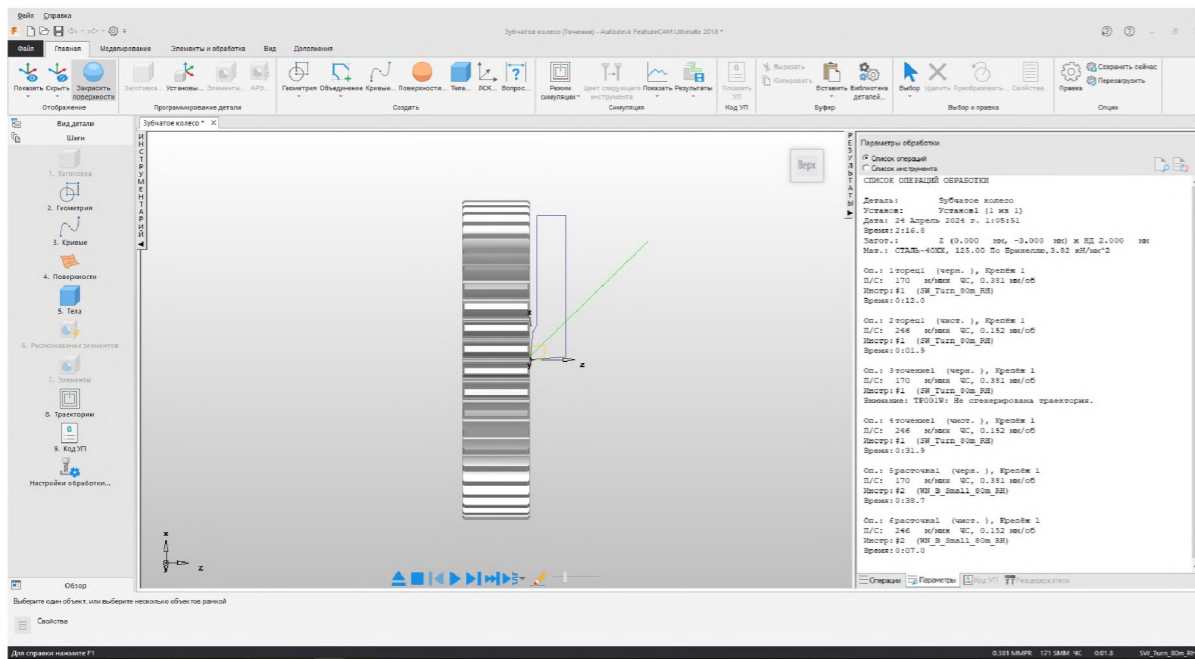 Файл Справка
Зубчатое колесо (Точение) - Autodesk FeatureCAM Ultimate 2018 *
Файл Главная Моделирование Элементы и обработка Вид Дополнения
Показать Скрыть Закрасить поверхности
Заготовка... Установы... Элементы... АРЭ...
Геометрия Объединение Кривые... Поверхности... Тела... ЛСК... Вопрос...
Режим симуляции Цвет следующего инструмента Показать Результаты
Показать УП
Вырезать
Копировать
Вставить Библиотека деталей...
Выбор Удалить Преобразовать... Свойства...
Правка
Сохранить сейчас
Перезагрузить
Отображение Программирование детали Создать Симуляция Код УП Буфер Выбор и правка Опции
Вид детали
Шаги
1. Заготовка
2. Геометрия
3. Кривые
4. Поверхности
5. Тела
6. Распознавание элементов
7. Элементы
8. Траектории
9. Код УП
Настройки обработки...
Обзор
Зубчатое колесо * X
ИНСТРУМЕНТАРИЙ
Верх
x
z
y
z
x
y
z
РЕЗУЛЬТАТЫ
Параметры обработки
Список операций
Список инструмента
СПИСОК ОПЕРАЦИЙ ОБРАБОТКИ
Деталь: Зубчатое колесо
Установ: Установ1 (1 из 1)
Дата: 24 Апрель 2024 г. 1:05:51
Время:2:16.8
Загот.: Z (0.000 мм, -3.000 мм) x НД 2.000 мм
Мат.: СТАЛЬ-40ХК, 125.00 По Бринеллю,3.82 кН/мм^2
Оп.: 1торец1 (черн. ), Крепёж 1
П/С: 170 м/мин ЧС, 0.381 мм/об
Инстр:#1 (SW_Turn_80m_RH)
Время:0:12.0
Оп.: 2торец1 (чист. ), Крепёж 1
П/С: 246 м/мин ЧС, 0.152 мм/об
Инстр:#1 (SW_Turn_80m_RH)
Время:0:01.9
Оп.: 3точение1 (черн. ), Крепёж 1
П/С: 170 м/мин ЧС, 0.381 мм/об
Инстр:#1 (SW_Turn_80m_RH)
Внимание: TP001W: Не сгенерирована траектория.
Оп.: 4точение1 (чист. ), Крепёж 1
П/С: 246 м/мин ЧС, 0.152 мм/об
Инстр:#1 (SW_Turn_80m_RH)
Время:0:31.9
Оп.: 5расточка1 (черн. ), Крепёж 1
П/С: 170 м/мин ЧС, 0.381 мм/об
Инстр:#2 (WN_B_Small_80m_RH)
Время:0:38.7
Оп.: 6расточка1 (чист. ), Крепёж 1
П/С: 246 м/мин ЧС, 0.152 мм/об
Инстр:#2 (WN_B_Small_80m_RH)
Время:0:07.0
Операции Параметры Код УП
Выберите один объект, или выберите несколько объектов рамкой
Свойства
Для справки нажмите F1
0.381 MMPR 171 SMM ЧС 0:01.8 SW_Turn_80m_RH